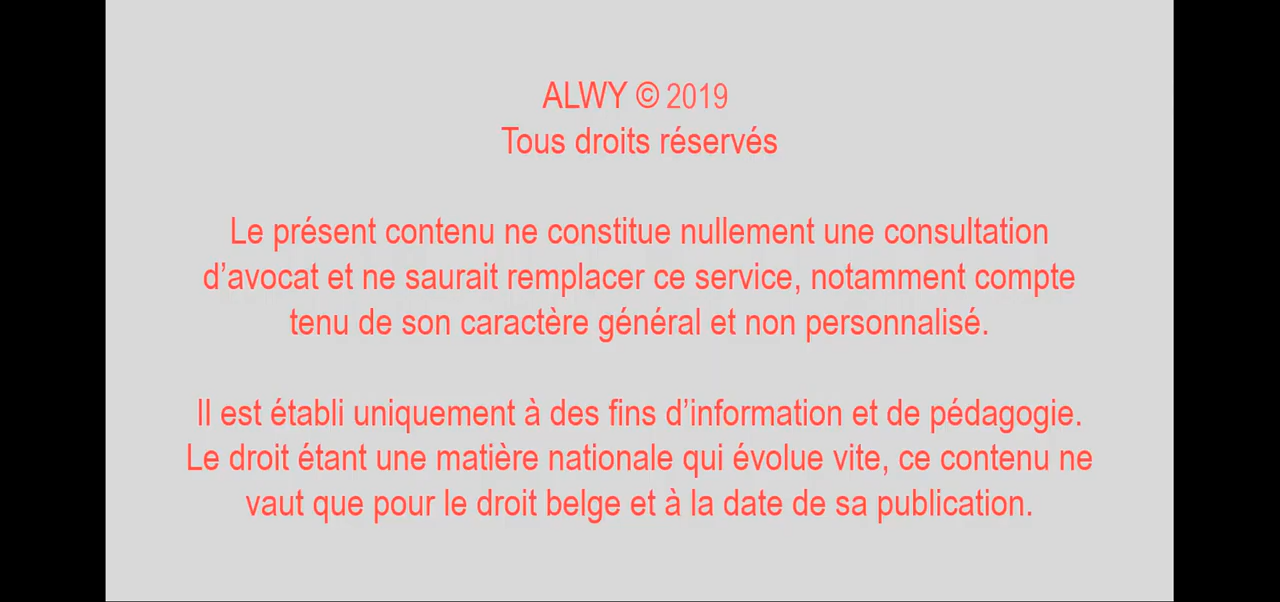 ALWY © 2019
Tous droits réservés
Le présent contenu ne constitue nullement une consultation
d’avocat et ne saurait remplacer ce service, notamment compte
tenu de son caractère général et non personnalisé.
Il est établi uniquement à des fins d’information et de pédagogie.
Le droit étant une matière nationale qui évolue vite, ce contenu ne
vaut que pour le droit belge et à la date de sa publication.